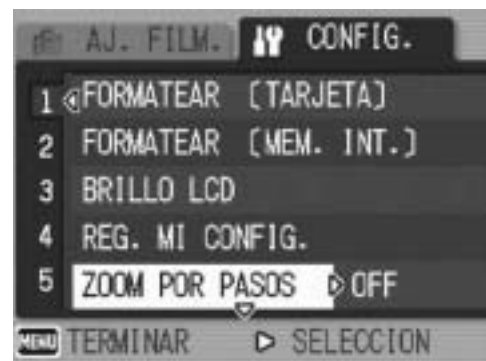 AJ. FILM. CONFIG.
1 FORMATEAR [TARJETA]
2 FORMATEAR [MEM. INT.]
3 BRILLO LCD
4 REG. MI CONFIG.
5 ZOOM POR PASOS OFF
MENU TERMINAR SELECCION